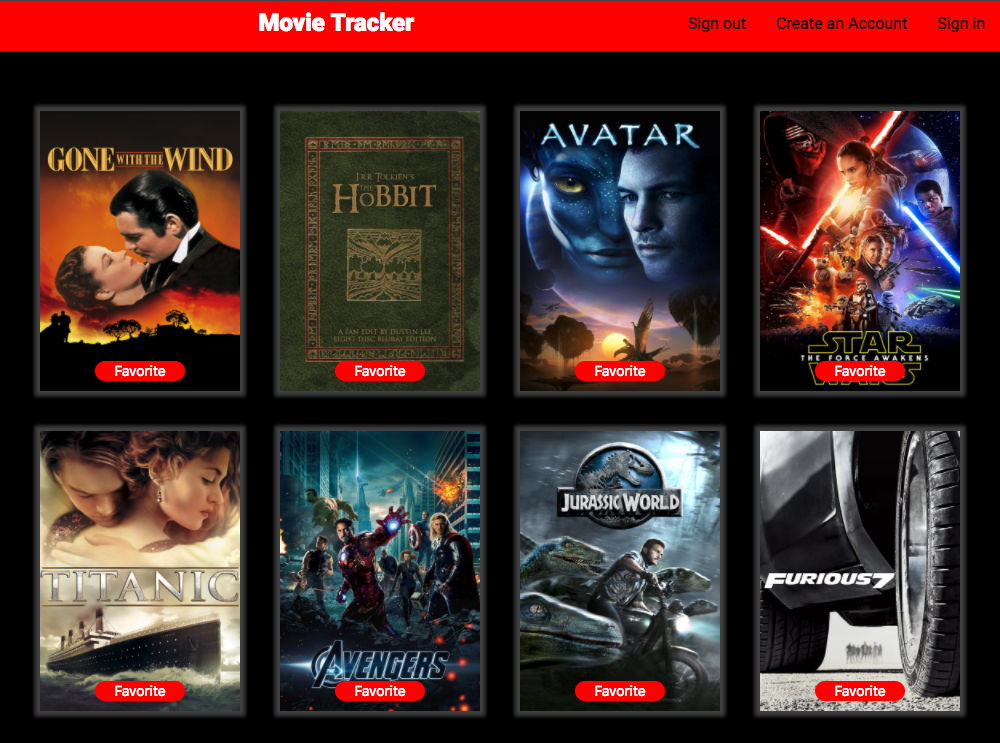 Movie Tracker
Sign out
Create an Account
Sign in
GONE WITH THE WIND
Favorite
J.R.R. TOLKIEN'S
THE
HOBBIT
A FAN EDIT BY DUSTIN LEE
EIGHT DISC BLURAY EDITION
Favorite
AVATAR
Favorite
STAR
THE FORCE AWAKENS
WARS
Favorite
TITANIC
Favorite
AVENGERS
Favorite
JURASSIC WORLD
Favorite
FURIOUS 7
Favorite